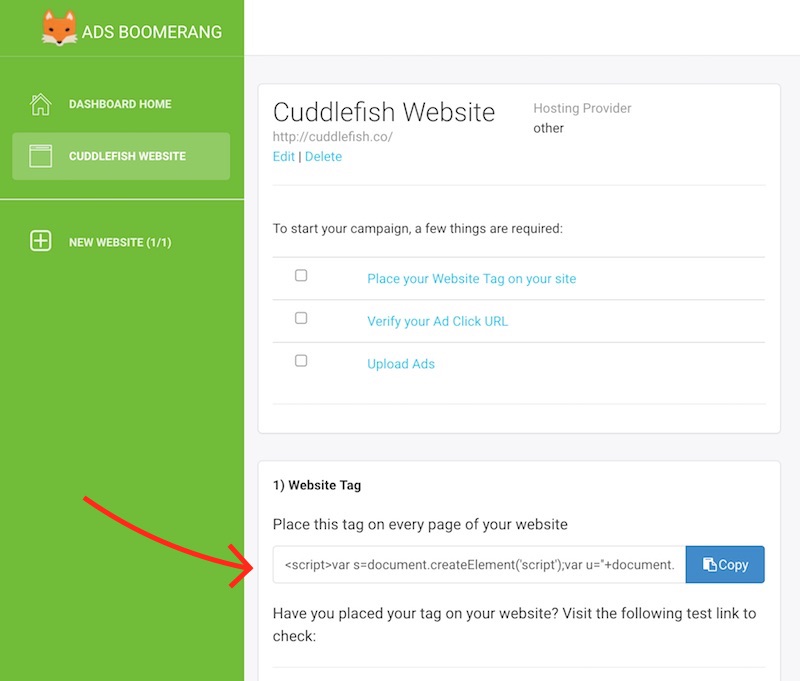 ADS BOOMERANG
DASHBOARD HOME
CUDDLEFISH WEBSITE
NEW WEBSITE (1/1)
Cuddlefish Website
http://cuddlefish.co/
Edit | Delete
Hosting Provider
other
To start your campaign, a few things are required:
Place your Website Tag on your site
Verify your Ad Click URL
Upload Ads
1) Website Tag
Place this tag on every page of your website
<script>var s=document.createElement('script');var u=''+document.
Copy
Have you placed your tag on your website? Visit the following test link to
check: